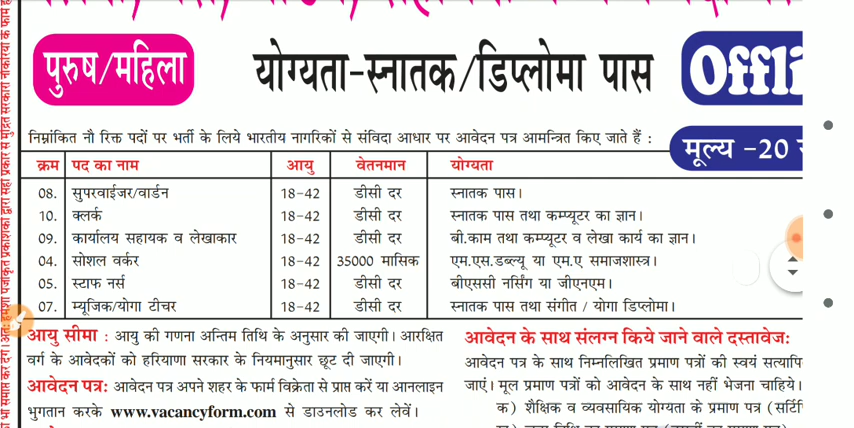 पुरुष/महिला
योग्यता-स्नातक/डिप्लोमा पास
निम्नांकित नौ रिक्त पदों पर भर्ती के लिये भारतीय नागरिकों से संविदा आधार पर आवेदन पत्र आमन्त्रित किए जाते हैं :
मूल्य -20
क्रम पद का नाम आयु वेतनमान योग्यता
08. सुपरवाईजर/वार्डन 18-42 डीसी दर स्नातक पास।
10. क्लर्क 18-42 डीसी दर स्नातक पास तथा कम्प्यूटर का ज्ञान।
09. कार्यालय सहायक व लेखाकार 18-42 डीसी दर बी.काम तथा कम्प्यूटर व लेखा कार्य का ज्ञान।
04. सोशल वर्कर 18-42 35000 मासिक एम.एस.डब्ल्यू या एम.ए समाजशास्त्र।
05. स्टाफ नर्स 18-42 डीसी दर बीएससी नर्सिंग या जीएनएम।
07. म्यूजिक/योगा टीचर 18-42 डीसी दर स्नातक पास तथा संगीत / योगा डिप्लोमा।
आयु सीमा : आयु की गणना अन्तिम तिथि के अनुसार की जाएगी। आरक्षित
वर्ग के आवेदकों को हरियाणा सरकार के नियमानुसार छूट दी जाएगी।
आवेदन पत्र: आवेदन पत्र अपने शहर के फार्म विक्रेता से प्राप्त करें या आनलाइन
भुगतान करके www.vacancyform.com से डाउनलोड कर लेवें।
आवेदन के साथ संलग्न किये जाने वाले दस्तावेज:
आवेदन पत्र के साथ निम्नलिखित प्रमाण पत्रों की स्वयं सत्यापि
जाएं। मूल प्रमाण पत्रों को आवेदन के साथ नहीं भेजना चाहिये।
क) शैक्षिक व व्यवसायिक योग्यता के प्रमाण पत्र (सर्टि